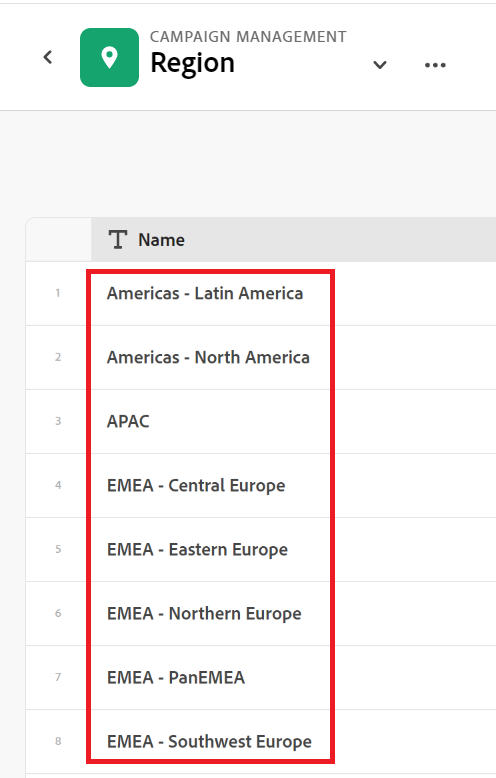 CAMPAIGN MANAGEMENT
Region
Name
1 Americas - Latin America
2 Americas - North America
3 APAC
4 EMEA - Central Europe
5 EMEA - Eastern Europe
6 EMEA - Northern Europe
7 EMEA - PanEMEA
8 EMEA - Southwest Europe